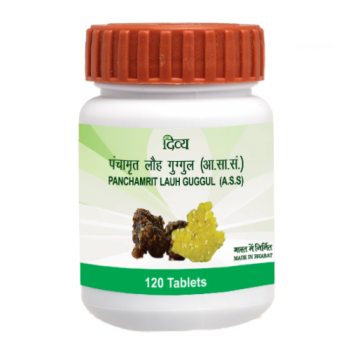 दिव्य
पंचामृत लौह गुग्गुल (आ.सा.सं.)
PANCHAMRIT LAUH GUGGUL (A.S.S)
भारत में निर्मित
MADE IN BHARAT
120 Tablets